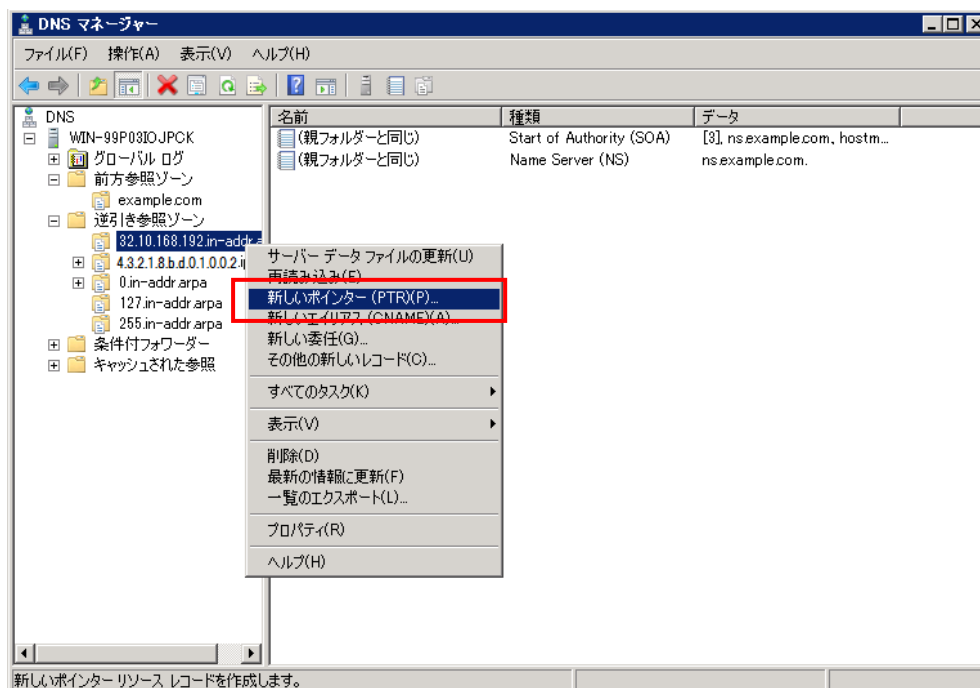 DNS マネージャー
ファイル(F) 操作(A) 表示(V) ヘルプ(H)
DNS
WIN-99P03IOJPCK
グローバル ログ
前方参照ゾーン
example.com
逆引き参照ゾーン
32.10.168.192.in-addr.a
4.3.2.1.8.b.d.0.1.0.0.2.i
0.in-addr.arpa
127.in-addr.arpa
255.in-addr.arpa
条件付フォワーダー
キャッシュされた参照
名前 種類 データ
(親フォルダーと同じ) Start of Authority (SOA) [3], ns.example.com, hostm...
(親フォルダーと同じ) Name Server (NS) ns.example.com.
サーバー データ ファイルの更新(U)
再読み込み(E)
新しいポインター (PTR)(P)...
新しいエイリアス (CNAME)(A)...
新しい委任(G)...
その他の新しいレコード(C)...
すべてのタスク(K)
表示(V)
削除(D)
最新の情報に更新(F)
一覧のエクスポート(L)...
プロパティ(R)
ヘルプ(H)
新しいポインター リソース レコードを作成します。